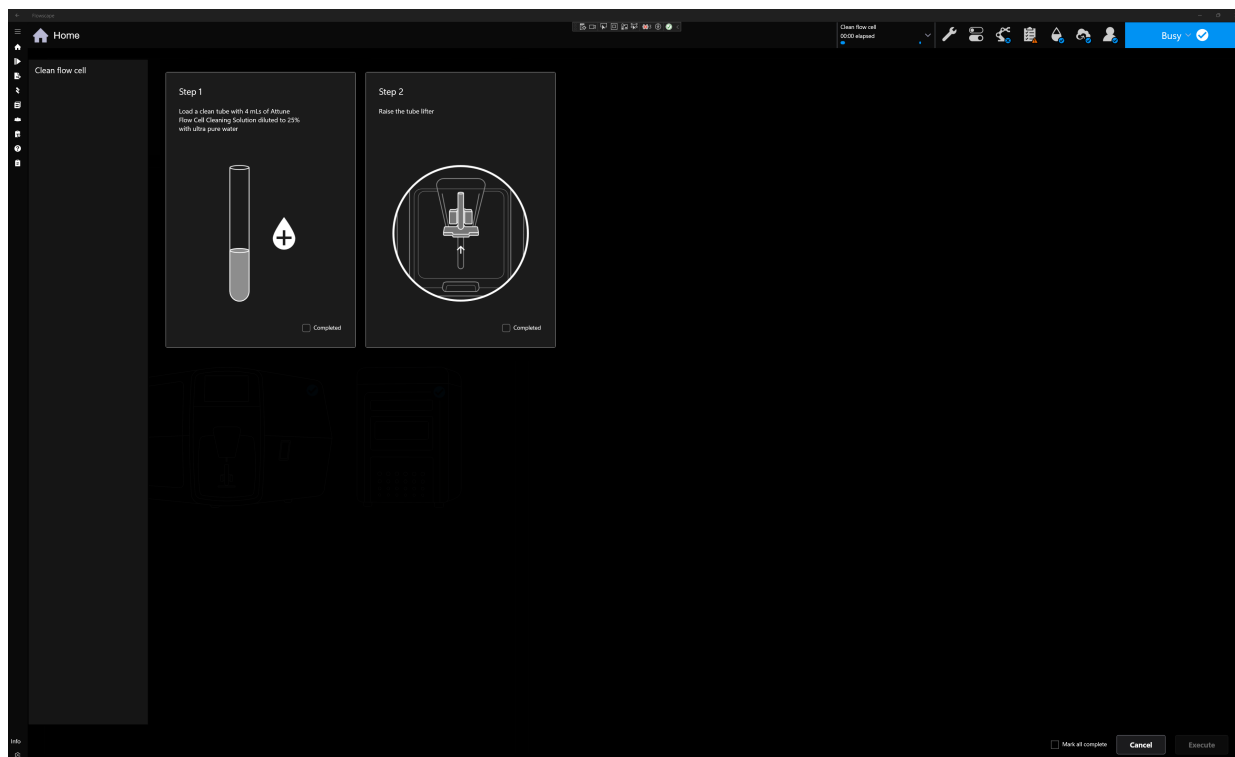 Flowscape
Home
Clean flow cell
00:00 elapsed
Busy
Clean flow cell
Step 1
Load a clean tube with 4 mLs of Attune
Flow Cell Cleaning Solution diluted to 25%
with ultra pure water
Completed
Step 2
Raise the tube lifter
Completed
Info
Mark all complete
Cancel
Execute